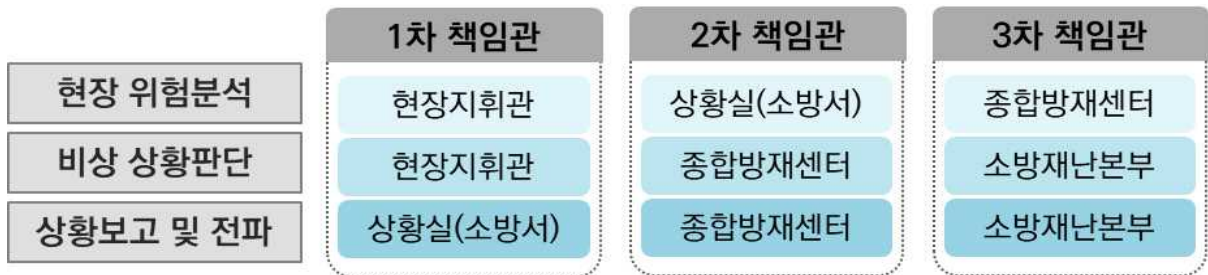 1차 책임관 2차 책임관 3차 책임관
현장 위험분석 현장지휘관 상황실(소방서) 종합방재센터
비상 상황판단 현장지휘관 종합방재센터 소방재난본부
상황보고 및 전파 상황실(소방서) 종합방재센터 소방재난본부